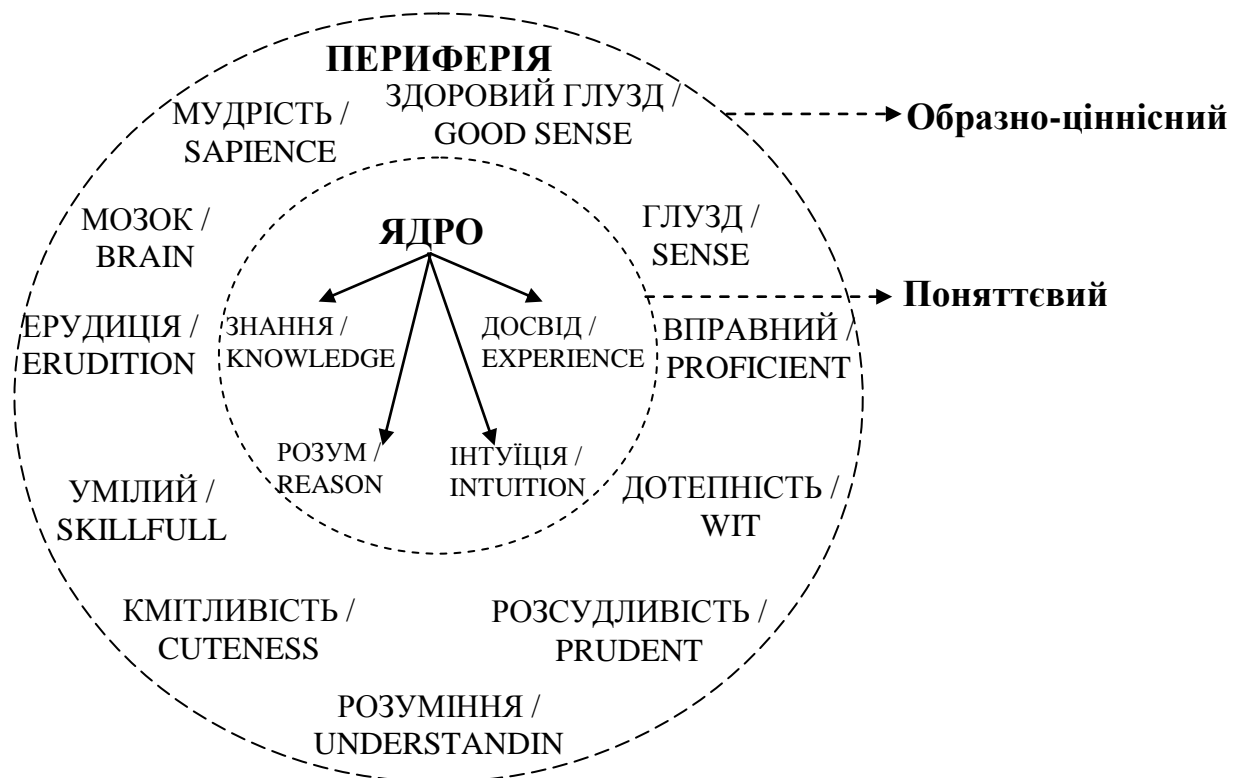 ПЕРИФЕРІЯ
МУДРІСТЬ /
SAPIENCE
ЗДОРОВИЙ ГЛУЗД /
GOOD SENSE
Образно-ціннісний
МОЗОК /
BRAIN
ЯДРО
ГЛУЗД /
SENSE
Поняттєвий
ЕРУДИЦІЯ /
ERUDITION
ЗНАННЯ /
KNOWLEDGE
ДОСВІД /
EXPERIENCE
ВПРАВНИЙ /
PROFICIENT
РОЗУМ /
REASON
ІНТУЇЦІЯ /
INTUITION
УМІЛИЙ /
SKILLFULL
ДОТЕПНІСТЬ /
WIT
КМІТЛИВІСТЬ /
CUTENESS
РОЗСУДЛИВІСТЬ /
PRUDENT
РОЗУМІННЯ /
UNDERSTANDIN